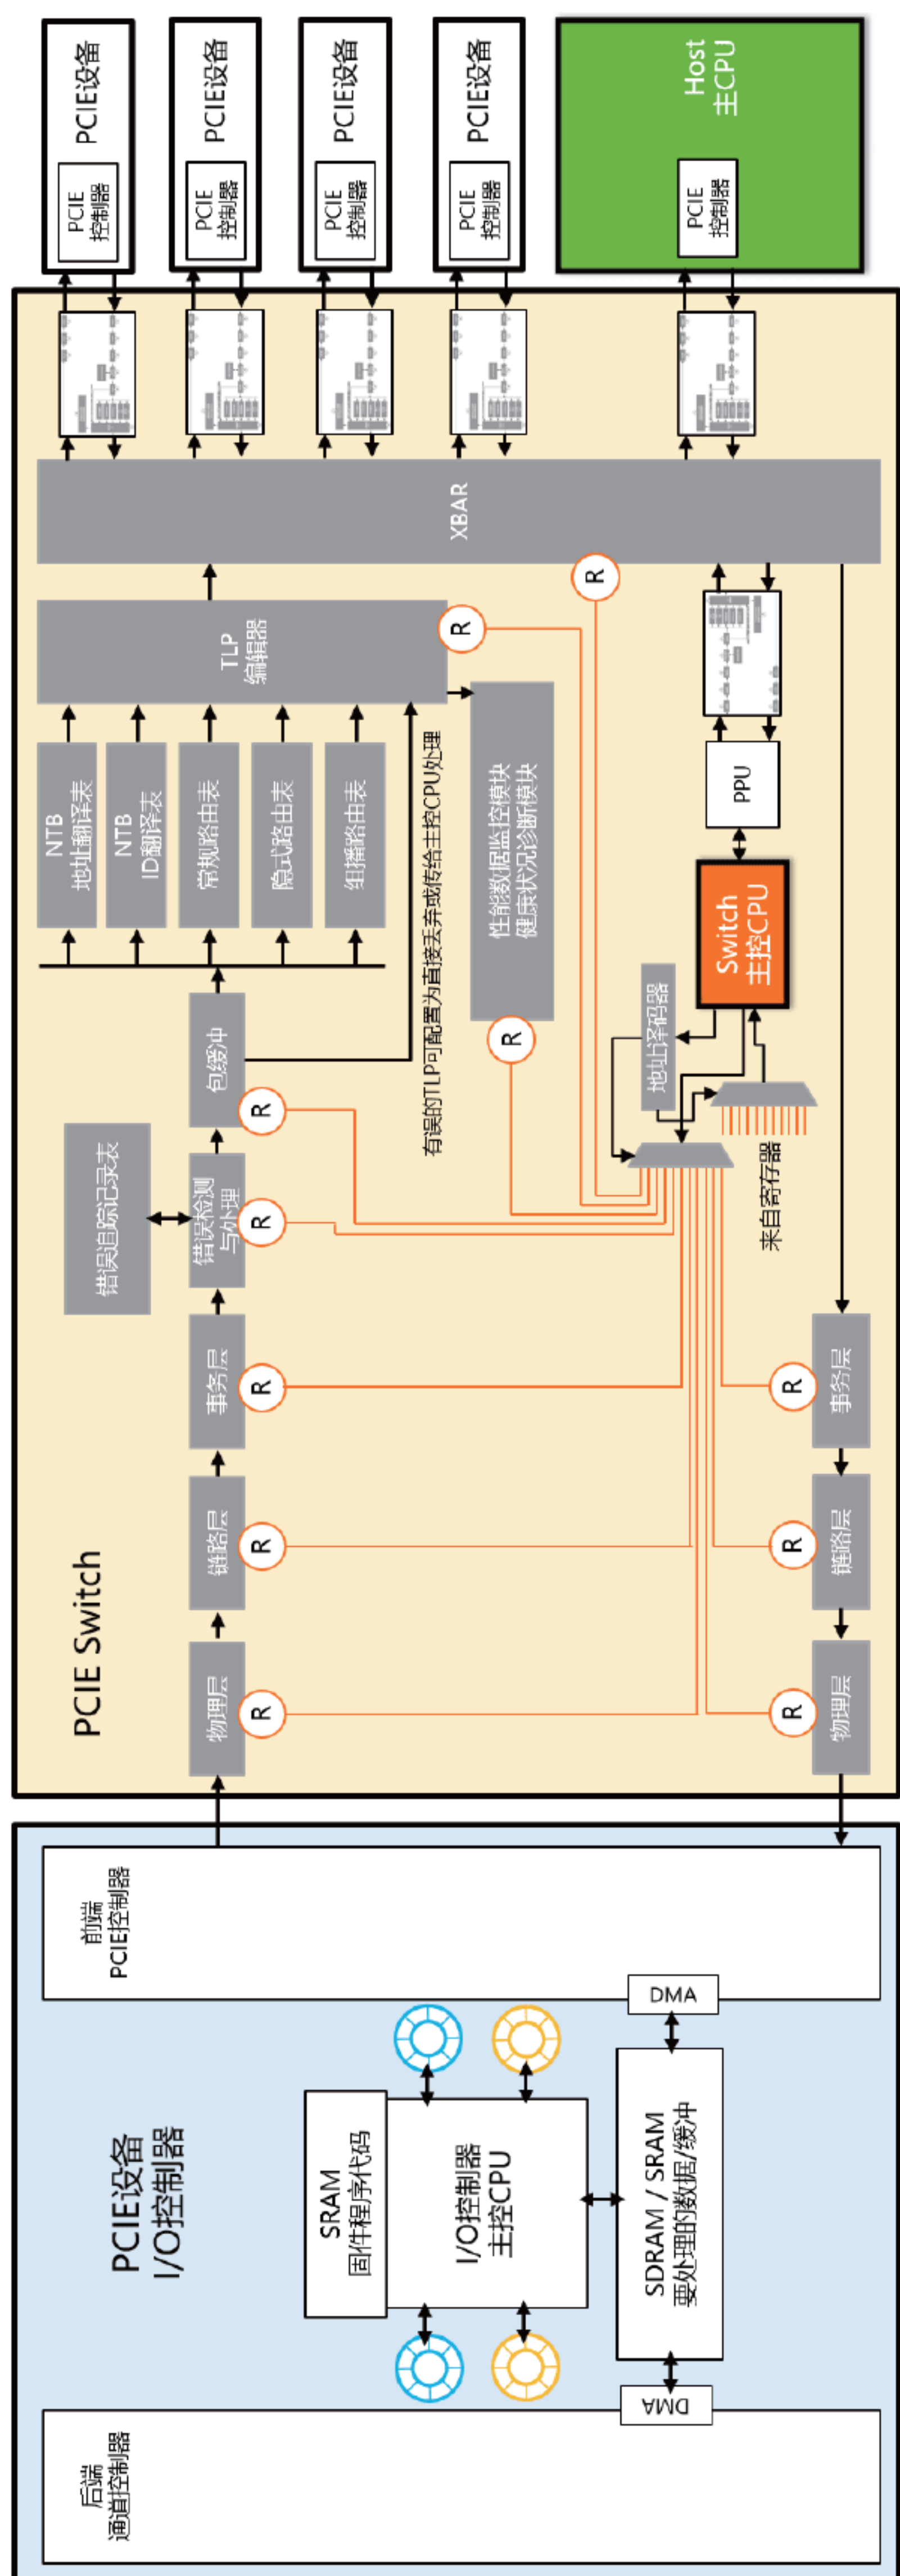 PCIE设备
I/O控制器
后端
通道控制器
SRAM
固件程序代码
I/O控制器
主控CPU
DMA
SDRAM / SRAM
要处理的数据/缓冲
DMA
前端
PCIE控制器
PCIE Switch
物理层
R
链路层
R
事务层
R
错误追踪记录表
错误检测
与处理
R
包缓冲
R
NTB
地址翻译表
NTB
ID翻译表
常规路由表
隐式路由表
组播路由表
TLP
编辑器
R
有误的TLP可配置为直接丢弃或传给主控CPU处理
R
性能数据监控模块
健康状况诊断模块
R
XBAR
地址译码器
来自寄存器
Switch
主控CPU
PPU
物理层
R
链路层
R
事务层
R
PCIE
控制器
PCIE设备
PCIE
控制器
PCIE设备
PCIE
控制器
PCIE设备
PCIE
控制器
PCIE设备
PCIE
控制器
Host
主CPU